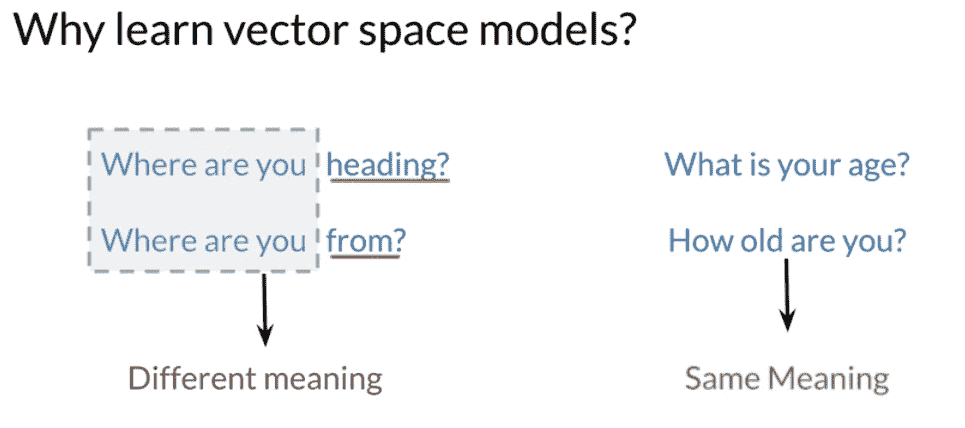 Why learn vector space models?
Where are you heading?
Where are you from?
Different meaning
What is your age?
How old are you?
Same Meaning